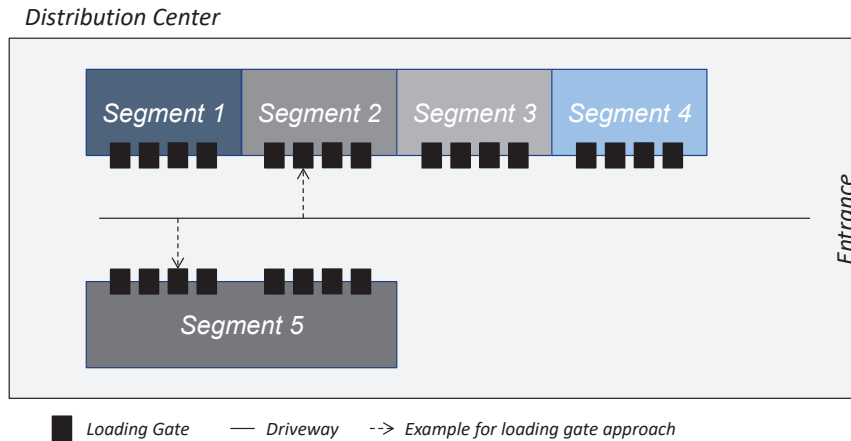 Distribution Center
Segment 1 Segment 2 Segment 3 Segment 4
Entrance
Segment 5
Loading Gate Driveway Example for loading gate approach